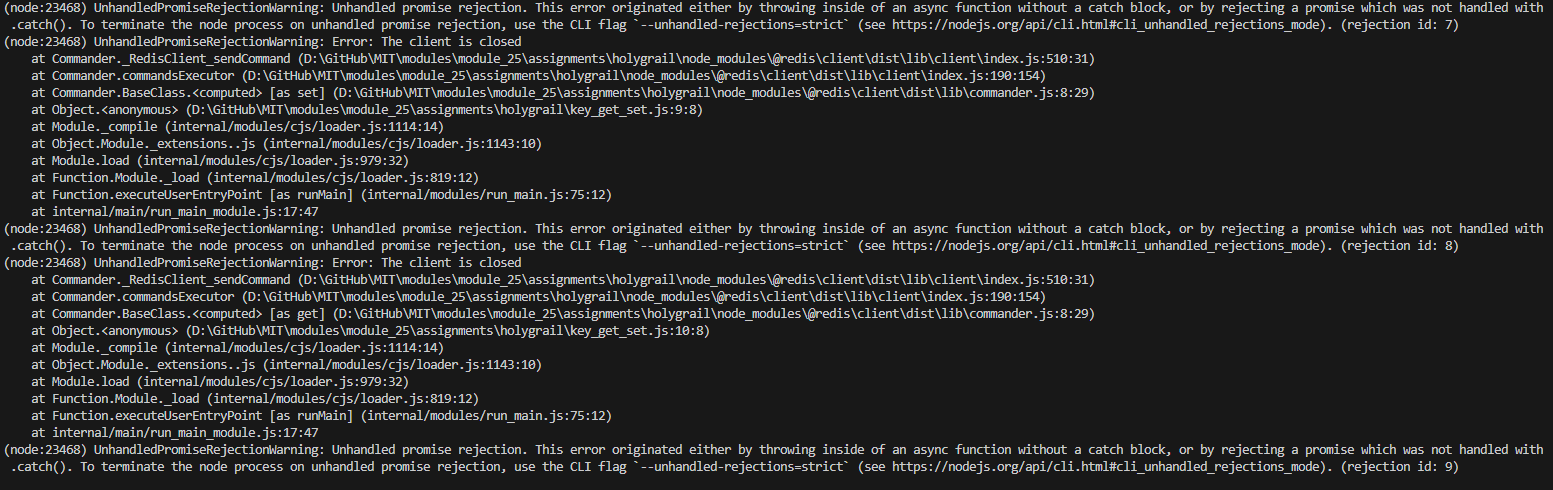 (node:23468) UnhandledPromiseRejectionWarning: Unhandled promise rejection. This error originated either by throwing inside of an async function without a catch block, or by rejecting a promise which was not handled with
 .catch(). To terminate the node process on unhandled promise rejection, use the CLI flag `--unhandled-rejections=strict` (see https://nodejs.org/api/cli.html#cli_unhandled_rejections_mode). (rejection id: 7)
(node:23468) UnhandledPromiseRejectionWarning: Error: The client is closed
    at Commander._RedisClient_sendCommand (D:\GitHub\MIT\modules\module_25\assignments\holygrail\node_modules\@redis\client\dist\lib\client\index.js:510:31)
    at Commander.commandsExecutor (D:\GitHub\MIT\modules\module_25\assignments\holygrail\node_modules\@redis\client\dist\lib\client\index.js:190:154)
    at Commander.BaseClass.<computed> [as set] (D:\GitHub\MIT\modules\module_25\assignments\holygrail\node_modules\@redis\client\dist\lib\commander.js:8:29)
    at Object.<anonymous> (D:\GitHub\MIT\modules\module_25\assignments\holygrail\key_get_set.js:9:8)
    at Module._compile (internal/modules/cjs/loader.js:1114:14)
    at Object.Module._extensions..js (internal/modules/cjs/loader.js:1143:10)
    at Module.load (internal/modules/cjs/loader.js:979:32)
    at Function.Module._load (internal/modules/cjs/loader.js:819:12)
    at Function.executeUserEntryPoint [as runMain] (internal/modules/run_main.js:75:12)
    at internal/main/run_main_module.js:17:47
(node:23468) UnhandledPromiseRejectionWarning: Unhandled promise rejection. This error originated either by throwing inside of an async function without a catch block, or by rejecting a promise which was not handled with
 .catch(). To terminate the node process on unhandled promise rejection, use the CLI flag `--unhandled-rejections=strict` (see https://nodejs.org/api/cli.html#cli_unhandled_rejections_mode). (rejection id: 8)
(node:23468) UnhandledPromiseRejectionWarning: Error: The client is closed
    at Commander._RedisClient_sendCommand (D:\GitHub\MIT\modules\module_25\assignments\holygrail\node_modules\@redis\client\dist\lib\client\index.js:510:31)
    at Commander.commandsExecutor (D:\GitHub\MIT\modules\module_25\assignments\holygrail\node_modules\@redis\client\dist\lib\client\index.js:190:154)
    at Commander.BaseClass.<computed> [as get] (D:\GitHub\MIT\modules\module_25\assignments\holygrail\node_modules\@redis\client\dist\lib\commander.js:8:29)
    at Object.<anonymous> (D:\GitHub\MIT\modules\module_25\assignments\holygrail\key_get_set.js:10:8)
    at Module._compile (internal/modules/cjs/loader.js:1114:14)
    at Object.Module._extensions..js (internal/modules/cjs/loader.js:1143:10)
    at Module.load (internal/modules/cjs/loader.js:979:32)
    at Function.Module._load (internal/modules/cjs/loader.js:819:12)
    at Function.executeUserEntryPoint [as runMain] (internal/modules/run_main.js:75:12)
    at internal/main/run_main_module.js:17:47
(node:23468) UnhandledPromiseRejectionWarning: Unhandled promise rejection. This error originated either by throwing inside of an async function without a catch block, or by rejecting a promise which was not handled with
 .catch(). To terminate the node process on unhandled promise rejection, use the CLI flag `--unhandled-rejections=strict` (see https://nodejs.org/api/cli.html#cli_unhandled_rejections_mode). (rejection id: 9)